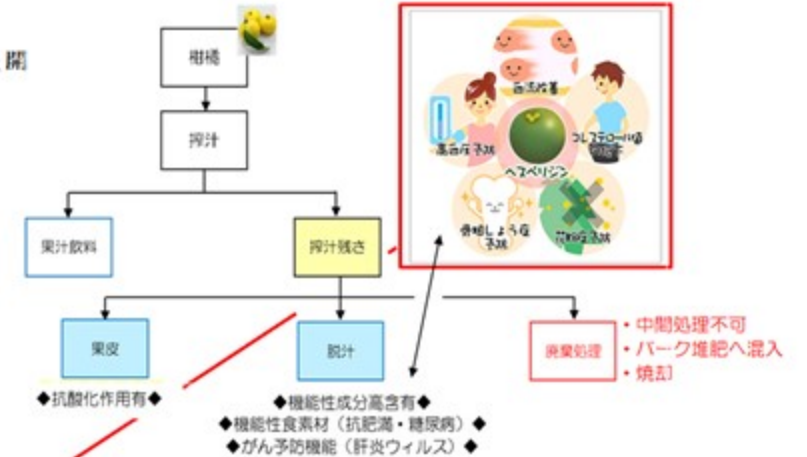 開
柑橘
搾汁
果汁飲料
搾汁残さ
血流改善
高血圧予防
コレステロール値
ヘスペリジン
骨粗しょう症
予防
花粉症予防
果皮
脱汁
廃棄処理
・中間処理不可
・バーク堆肥へ混入
・焼却
◆抗酸化作用有◆
◆機能性成分高含有◆
◆機能性食素材（抗肥満・糖尿病）◆
◆がん予防機能（肝炎ウィルス）◆